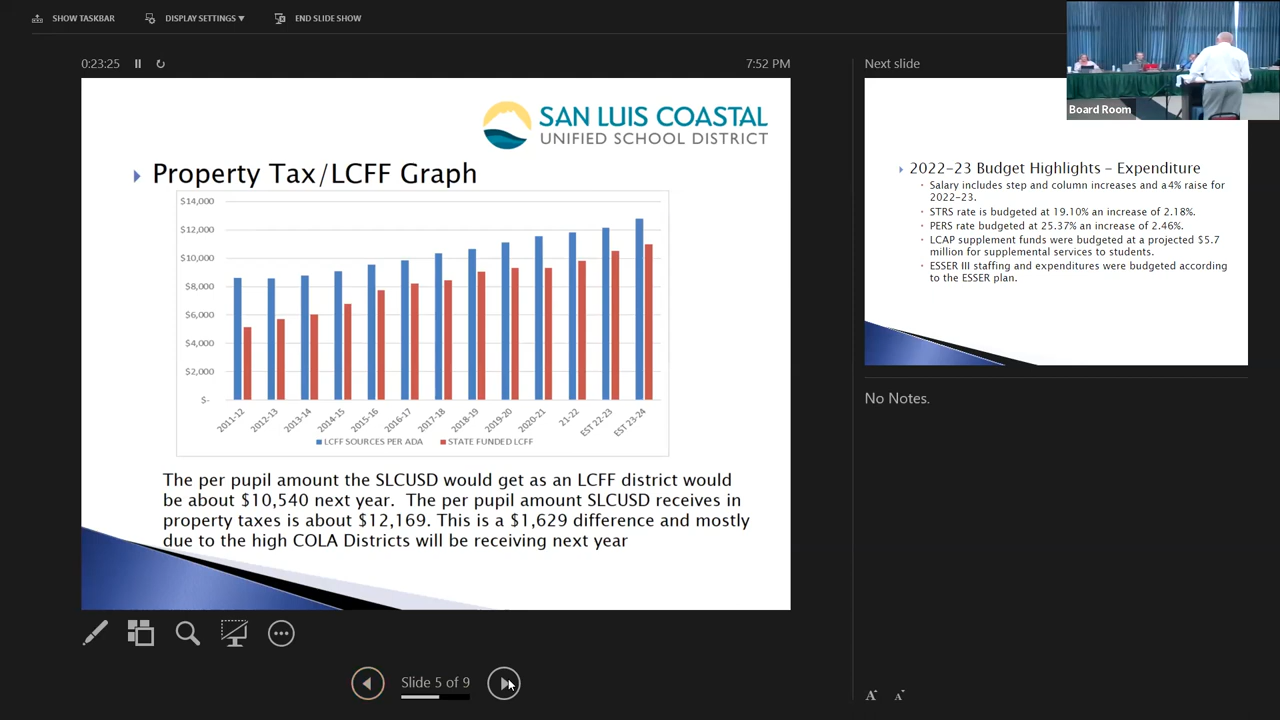 SHOW TASKBAR
DISPLAY SETTINGS ▼
END SLIDE SHOW
0:23:25
7:52 PM
Next slide
Board Room
SAN LUIS COASTAL
UNIFIED SCHOOL DISTRICT
Property Tax/LCFF Graph
$14,000
$12,000
$10,000
$8,000
$6,000
$4,000
$2,000
$-
2011-12
2012-13
2013-14
2014-15
2015-16
2016-17
2017-18
2018-19
2019-20
2020-21
21-22
EST 22-23
EST 23-24
LCFF SOURCES PER ADA
STATE FUNDED LCFF
The per pupil amount the SLCUSD would get as an LCFF district would
be about $10,540 next year. The per pupil amount SLCUSD receives in
property taxes is about $12,169. This is a $1,629 difference and mostly
due to the high COLA Districts will be receiving next year
2022-23 Budget Highlights - Expenditure
Salary includes step and column increases and a 4% raise for
2022-23.
STRS rate is budgeted at 19.10% an increase of 2.18%.
PERS rate budgeted at 25.37% an increase of 2.46%.
LCAP supplement funds were budgeted at a projected $5.7
million for supplemental services to students.
ESSER III staffing and expenditures were budgeted according
to the ESSER plan.
No Notes.
Slide 5 of 9
A
A